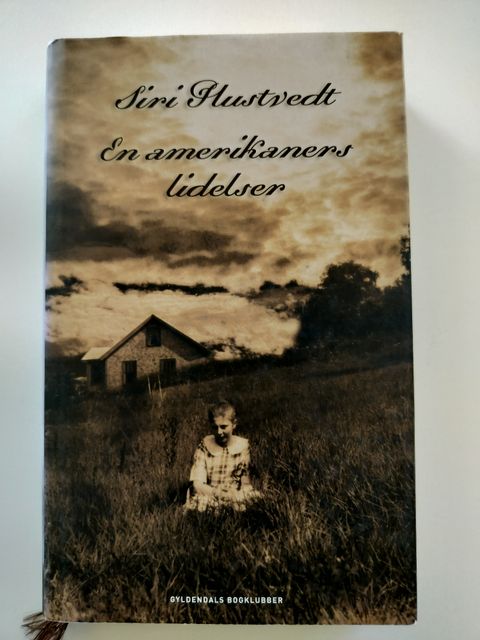 Siri Hustvedt
En amerikaners
lidelser
GYLDENDALS BOGKLUBBER